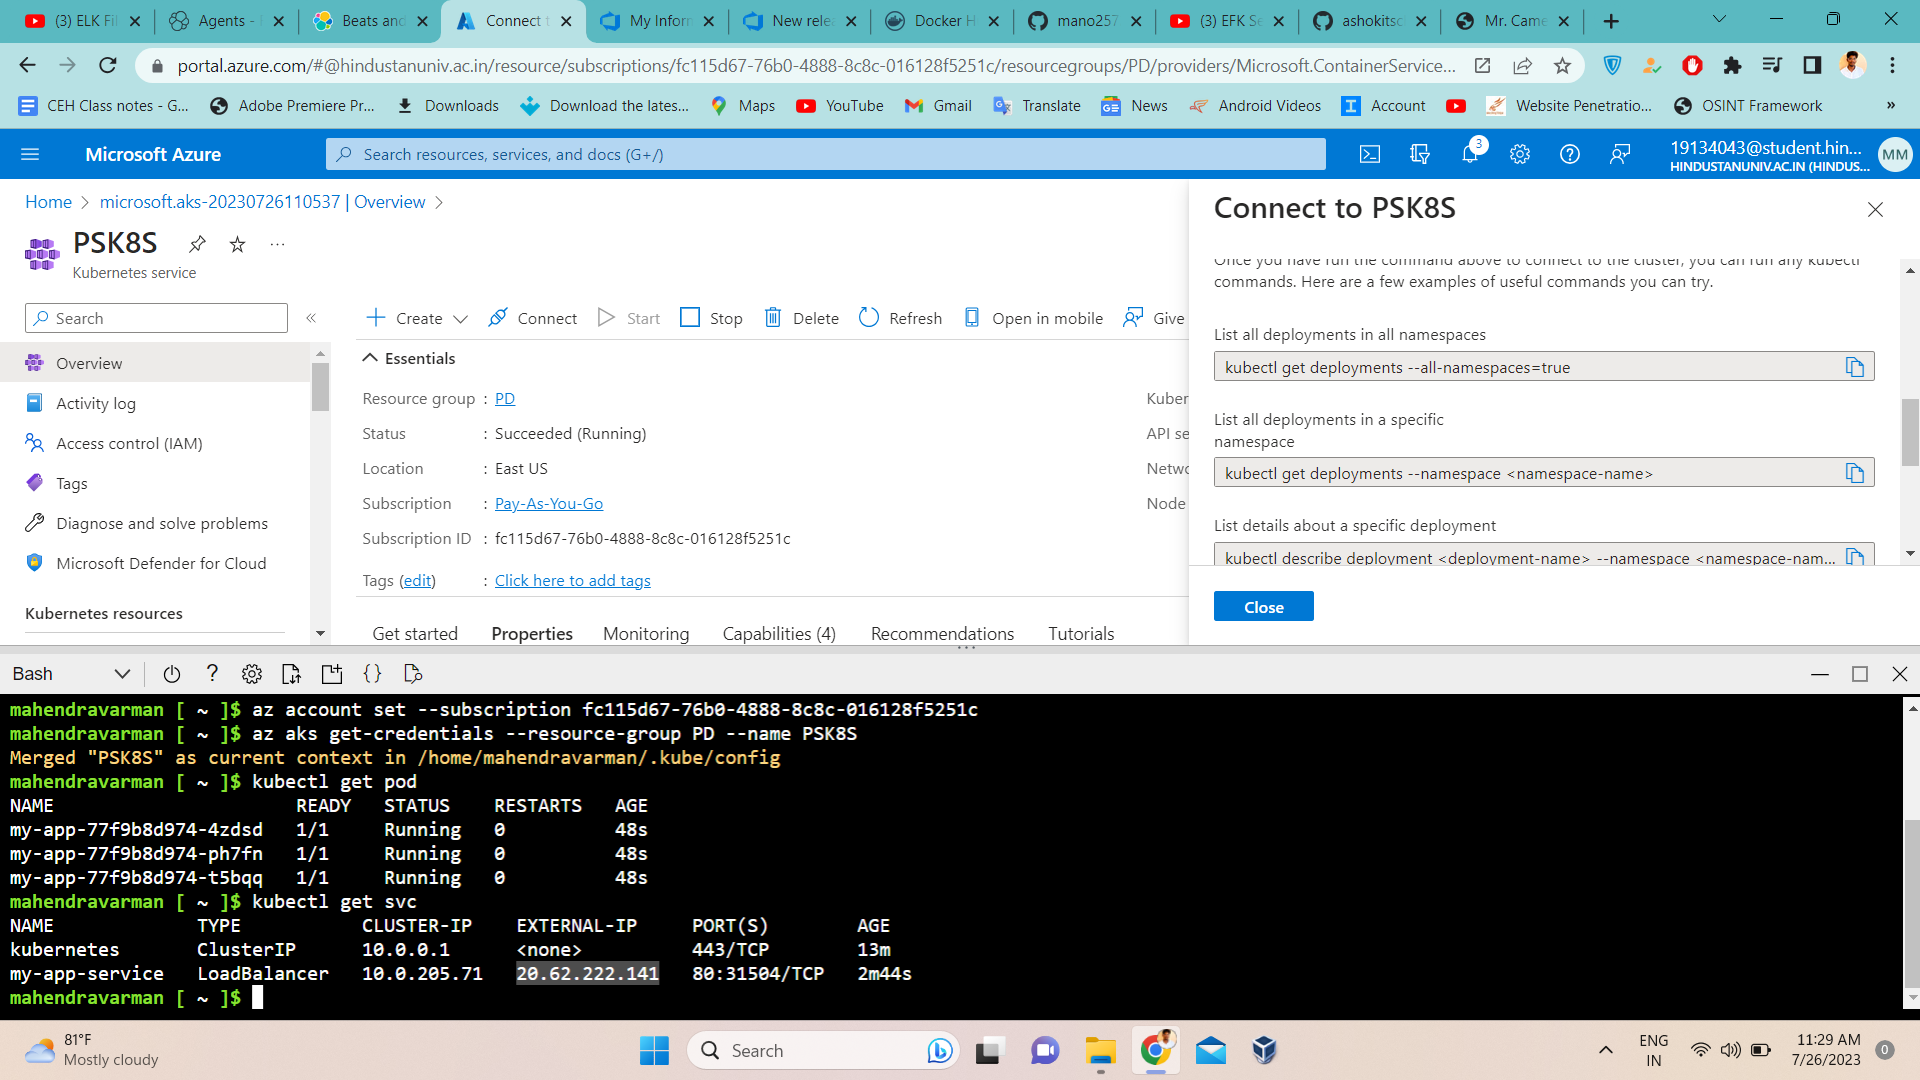 (3) ELK Fil
Agents -
Beats and
Connect t
My Inform
New relea
Docker H
mano257
(3) EFK Se
ashokitsc
Mr. Came
portal.azure.com/#@hindustanuniv.ac.in/resource/subscriptions/fc115d67-76b0-4888-8c8c-016128f5251c/resourcegroups/PD/providers/Microsoft.ContainerService...
CEH Class notes - G...
Adobe Premiere Pr...
Downloads
Download the lates...
Maps
YouTube
Gmail
Translate
News
Android Videos
Account
Website Penetratio...
OSINT Framework
»
Microsoft Azure
Search resources, services, and docs (G+/)
3
19134043@student.hin...
HINDUSTANUNIV.AC.IN (HINDUS...
MM
Home > microsoft.aks-20230726110537 | Overview >
PSK8S
Kubernetes service
Search
Overview
Activity log
Access control (IAM)
Tags
Diagnose and solve problems
Microsoft Defender for Cloud
Kubernetes resources
Create
Connect
Start
Stop
Delete
Refresh
Open in mobile
Give
Essentials
Resource group : PD
Status : Succeeded (Running)
Location : East US
Subscription : Pay-As-You-Go
Subscription ID : fc115d67-76b0-4888-8c8c-016128f5251c
Tags (edit) : Click here to add tags
Kuber
API se
Netwo
Node
Get started
Properties
Monitoring
Capabilities (4)
Recommendations
Tutorials
Connect to PSK8S
Once you have run the command above to connect to the cluster, you can run any kubectl
commands. Here are a few examples of useful commands you can try.
List all deployments in all namespaces
kubectl get deployments --all-namespaces=true
List all deployments in a specific
namespace
kubectl get deployments --namespace <namespace-name>
List details about a specific deployment
kubectl describe deployment <deployment-name> --namespace <namespace-nam...
Close
Bash
mahendravarman [ ~ ]$ az account set --subscription fc115d67-76b0-4888-8c8c-016128f5251c
mahendravarman [ ~ ]$ az aks get-credentials --resource-group PD --name PSK8S
Merged "PSK8S" as current context in /home/mahendravarman/.kube/config
mahendravarman [ ~ ]$ kubectl get pod
NAME READY STATUS RESTARTS AGE
my-app-77f9b8d974-4zdsd 1/1 Running 0 48s
my-app-77f9b8d974-ph7fn 1/1 Running 0 48s
my-app-77f9b8d974-t5bqq 1/1 Running 0 48s
mahendravarman [ ~ ]$ kubectl get svc
NAME TYPE CLUSTER-IP EXTERNAL-IP PORT(S) AGE
kubernetes ClusterIP 10.0.0.1 <none> 443/TCP 13m
my-app-service LoadBalancer 10.0.205.71 20.62.222.141 80:31504/TCP 2m44s
mahendravarman [ ~ ]$
81°F
Mostly cloudy
Search
ENG
IN
11:29 AM
7/26/2023
0